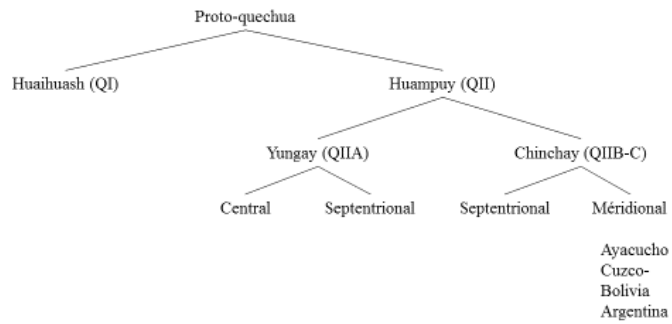 Proto-quechua
Huaihuash (QI) Huampuy (QII)
Yungay (QIIA) Chinchay (QIIB-C)
Central Septentrional Septentrional Méridional
Ayacucho
Cuzco-
Bolivia
Argentina